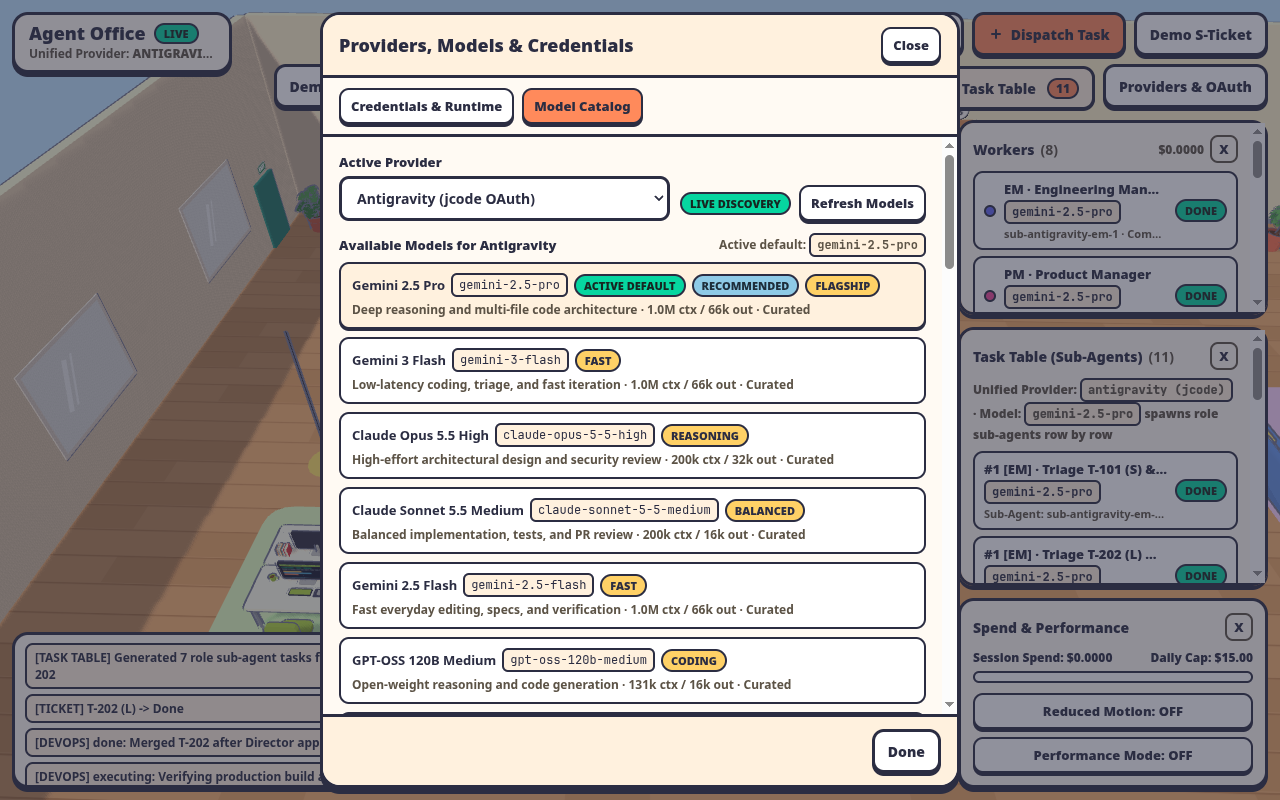 Agent Office LIVE
Unified Provider: ANTIGRAVI...
Dem
Providers, Models & Credentials
Close
+ Dispatch Task
Demo S-Ticket
Task Table 11
Providers & OAuth
Credentials & Runtime
Model Catalog
Active Provider
Antigravity (jcode OAuth)
LIVE DISCOVERY
Refresh Models
Available Models for Antigravity
Active default: gemini-2.5-pro
Gemini 2.5 Pro gemini-2.5-pro ACTIVE DEFAULT RECOMMENDED FLAGSHIP
Deep reasoning and multi-file code architecture · 1.0M ctx / 66k out · Curated
Gemini 3 Flash gemini-3-flash FAST
Low-latency coding, triage, and fast iteration · 1.0M ctx / 66k out · Curated
Claude Opus 5.5 High claude-opus-5-5-high REASONING
High-effort architectural design and security review · 200k ctx / 32k out · Curated
Claude Sonnet 5.5 Medium claude-sonnet-5-5-medium BALANCED
Balanced implementation, tests, and PR review · 200k ctx / 16k out · Curated
Gemini 2.5 Flash gemini-2.5-flash FAST
Fast everyday editing, specs, and verification · 1.0M ctx / 66k out · Curated
GPT-OSS 120B Medium gpt-oss-120b-medium CODING
Open-weight reasoning and code generation · 131k ctx / 16k out · Curated
Done
Workers (8)
$0.0000 X
EM · Engineering Man...
gemini-2.5-pro
DONE
sub-antigravity-em-1 · Com...
PM · Product Manager
gemini-2.5-pro
DONE
Task Table (Sub-Agents) (11)
X
Unified Provider: antigravity (jcode)
· Model: gemini-2.5-pro spawns role
sub-agents row by row
#1 [EM] · Triage T-101 (S) &...
gemini-2.5-pro
DONE
Sub-Agent: sub-antigravity-em-...
#1 [EM] · Triage T-202 (L) ...
gemini-2.5-pro
DONE
Spend & Performance
X
Session Spend: $0.0000
Daily Cap: $15.00
Reduced Motion: OFF
Performance Mode: OFF
[TASK TABLE] Generated 7 role sub-agent tasks f
202
[TICKET] T-202 (L) -> Done
[DEVOPS] done: Merged T-202 after Director app
[DEVOPS] executing: Verifying production build a